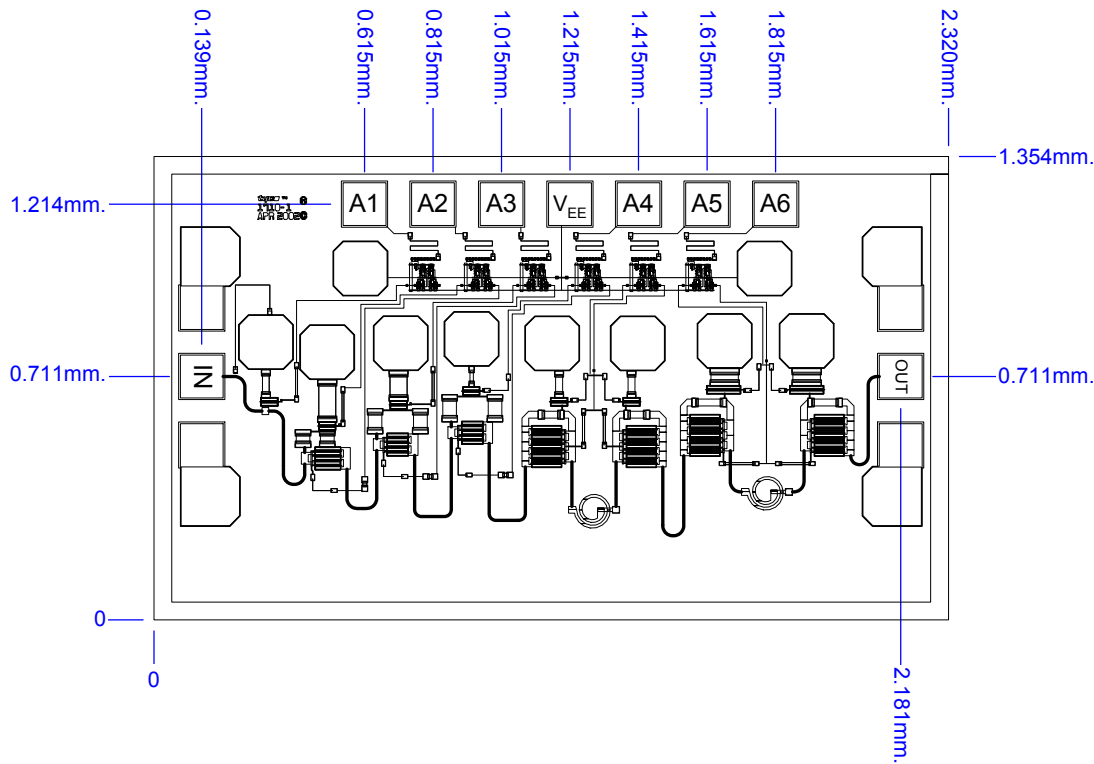 0.139mm.
0.615mm.
0.815mm.
1.015mm.
1.215mm.
1.415mm.
1.615mm.
1.815mm.
2.320mm.
1.354mm.
1.214mm.
A1 A2 A3 VEE A4 A5 A6
APR 2002
0.711mm.
IN
OUT
0.711mm.
0
0
2.181mm.